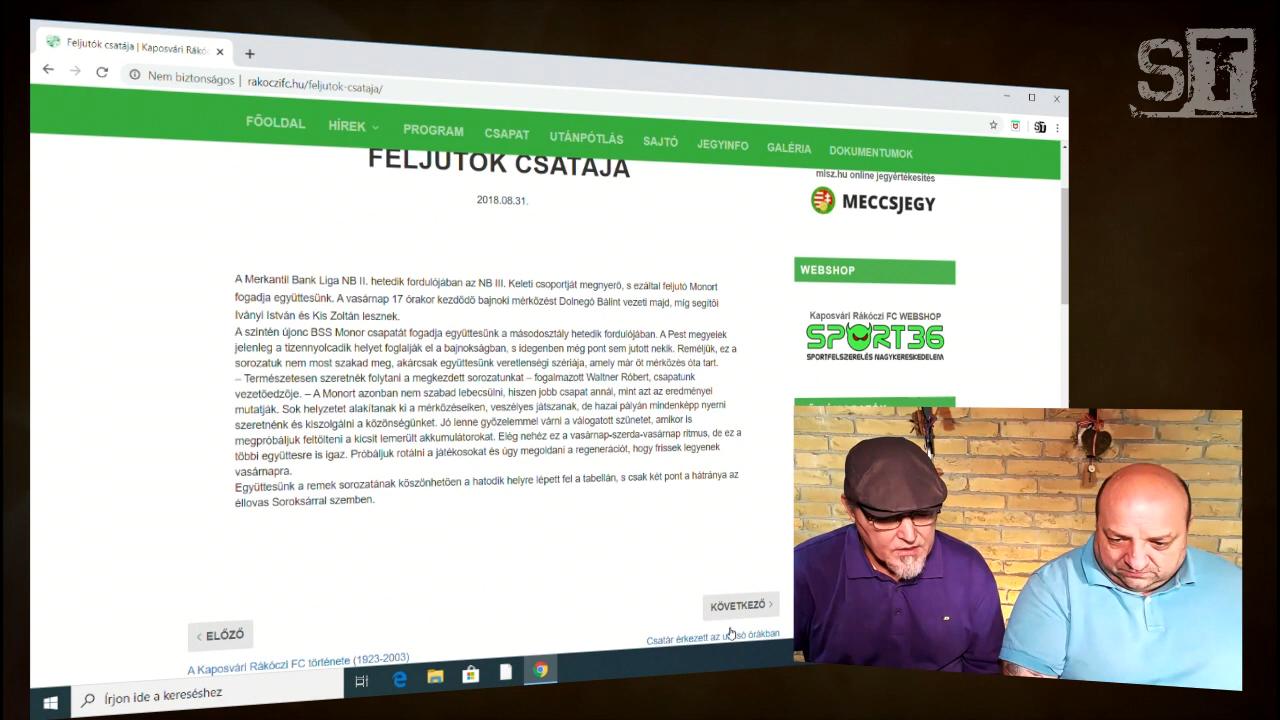 ST
Feljutók csatája | Kaposvári Rákó
Nem biztonságos | rakoczifc.hu/feljutok-csataja/
FŐOLDAL HÍREK PROGRAM CSAPAT UTÁNPÓTLÁS SAJTÓ JEGYINFO GALÉRIA DOKUMENTUMOK
FELJUTÓK CSATÁJA
2018.08.31.
A Merkantil Bank Liga NB II. hetedik fordulójában az NB III. Keleti csoportját megnyerő, s ezáltal feljutó Monort
fogadja együttesünk. A vasárnap 17 órakor kezdődő bajnoki mérkőzést Dolnegó Bálint vezeti majd, míg segítői
Iványi István és Kis Zoltán lesznek.
A szintén újonc BSS Monor csapatát fogadja együttesünk a másodosztály hetedik fordulójában. A Pest megyeiek
jelenleg a tizennyolcadik helyet foglalják el a bajnokságban, s idegenben még pont sem jutott nekik. Reméljük, ez a
sorozatuk nem most szakad meg, akárcsak együttesünk veretlenségi szériája, amely már öt mérkőzés óta tart.
– Természetesen szeretnék folytani a megkezdett sorozatunkat – fogalmazott Waltner Róbert, csapatunk
vezetőedzője. – A Monort azonban nem szabad lebecsülni, hiszen jobb csapat annál, mint azt az eredményei
mutatják. Sok helyzetet alakítanak ki a mérkőzéseiken, veszélyes játszanak, de hazai pályán mindenképp nyerni
szeretnénk és kiszolgálni a közönségünket. Jó lenne győzelemmel várni a válogatott szünetet, amikor is
megpróbáljuk feltölteni a kicsit lemerült akkumulátorokat. Elég nehéz ez a vasárnap-szerda-vasárnap ritmus, de ez a
többi együttesre is igaz. Próbáljuk rotálni a játékosokat és úgy megoldani a regenerációt, hogy frissek legyenek
vasárnapra.
Együttesünk a remek sorozatának köszönhetően a hatodik helyre lépett fel a tabellán, s csak két pont a hátránya az
éllovas Soroksárral szemben.
mlsz.hu online jegyértékesítés
MECCSJEGY
WEBSHOP
Kaposvári Rákóczi FC WEBSHOP
SPORT36
SPORTFELSZERELÉS NAGYKERESKEDELEM
‹ ELŐZŐ
A Kaposvári Rákóczi FC története (1923-2003)
KÖVETKEZŐ ›
Csatár érkezett az utolsó órákban
Írjon ide a kereséshez